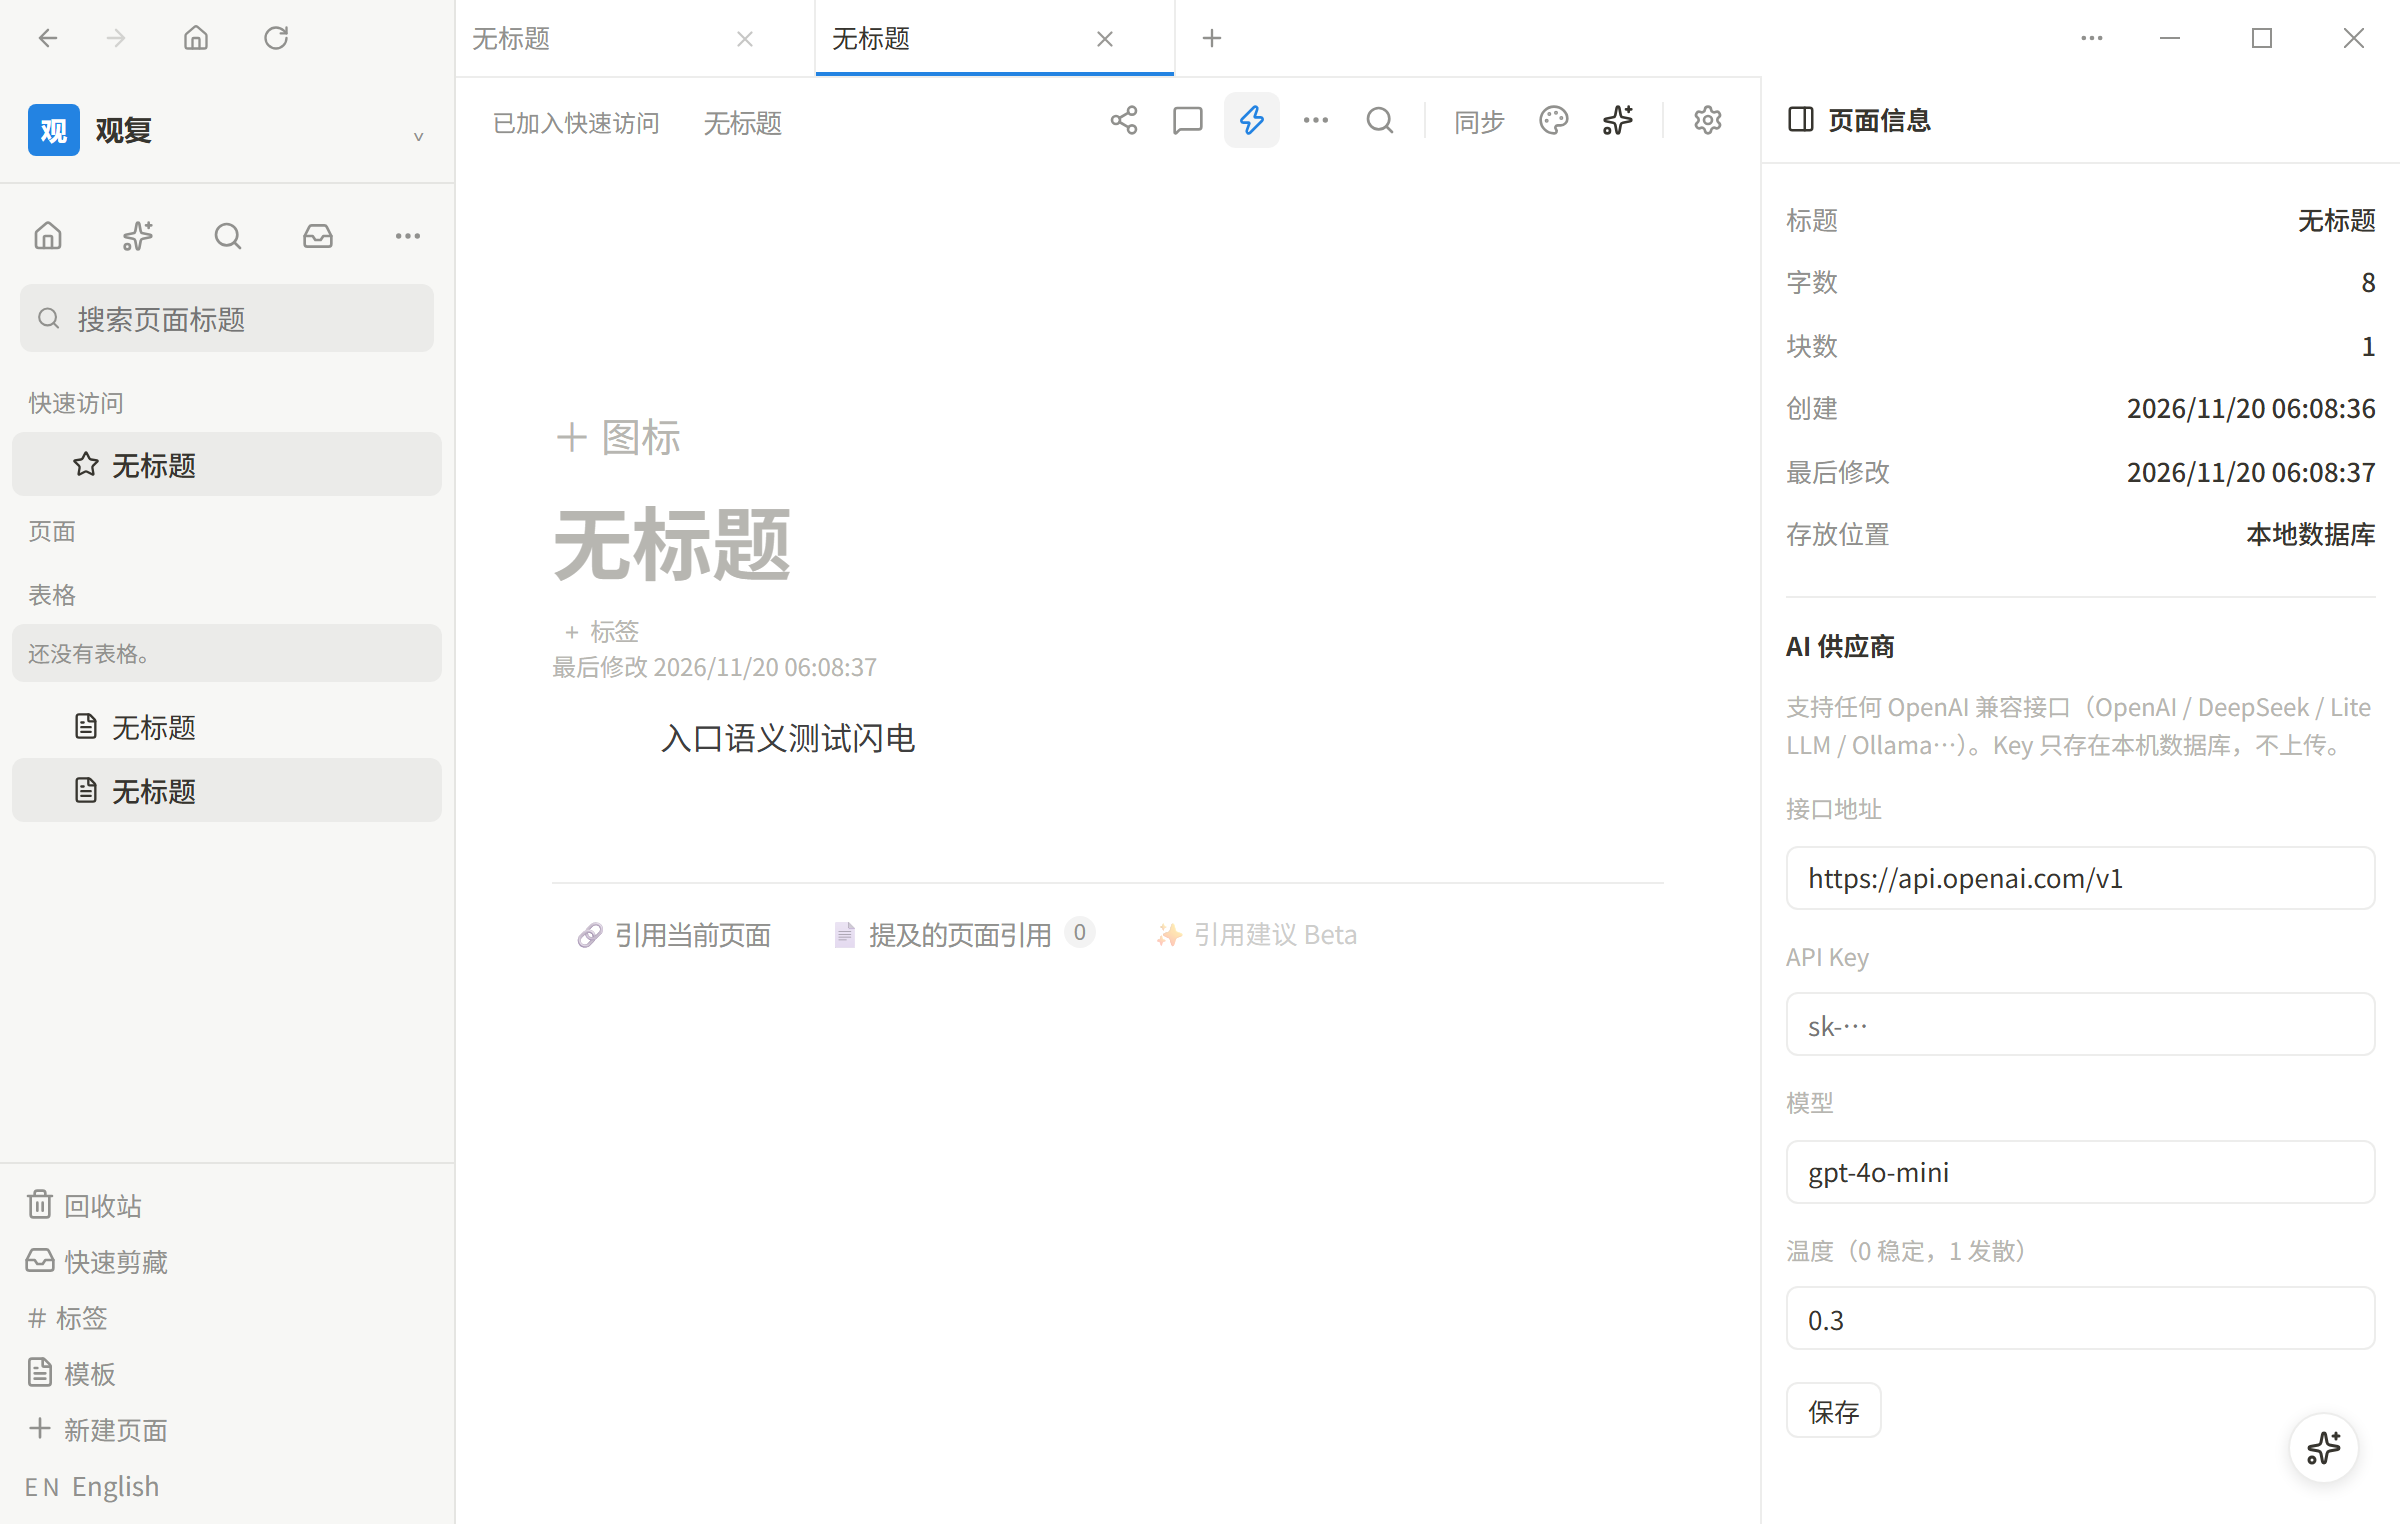 无标题
无标题
观 观复
搜索页面标题
快速访问
无标题
页面
表格
还没有表格。
无标题
无标题
回收站
快速剪藏
# 标签
模板
新建页面
EN English
已加入快速访问 无标题
同步
+ 图标
无标题
+ 标签
最后修改 2026/11/20 06:08:37
入口语义测试闪电
引用当前页面 提及的页面引用 0 引用建议 Beta
页面信息
标题 无标题
字数 8
块数 1
创建 2026/11/20 06:08:36
最后修改 2026/11/20 06:08:37
存放位置 本地数据库
AI 供应商
支持任何 OpenAI 兼容接口（OpenAI / DeepSeek / Lite
LLM / Ollama…）。Key 只存在本机数据库，不上传。
接口地址
https://api.openai.com/v1
API Key
sk-…
模型
gpt-4o-mini
温度（0 稳定，1 发散）
0.3
保存